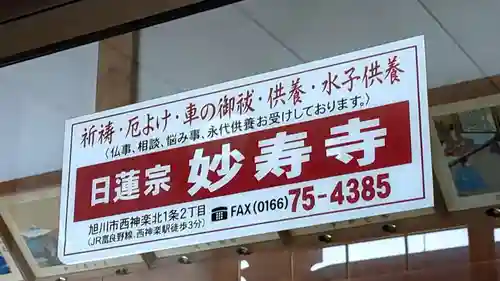 祈祷・厄よけ・車の御祓・供養・水子供養
〈仏事、相談、悩み事、永代供養お受けしております。〉
日蓮宗 妙寿寺
旭川市西神楽北1条2丁目
(JR富良野線、西神楽駅徒歩3分)
☎FAX(0166)75-4385